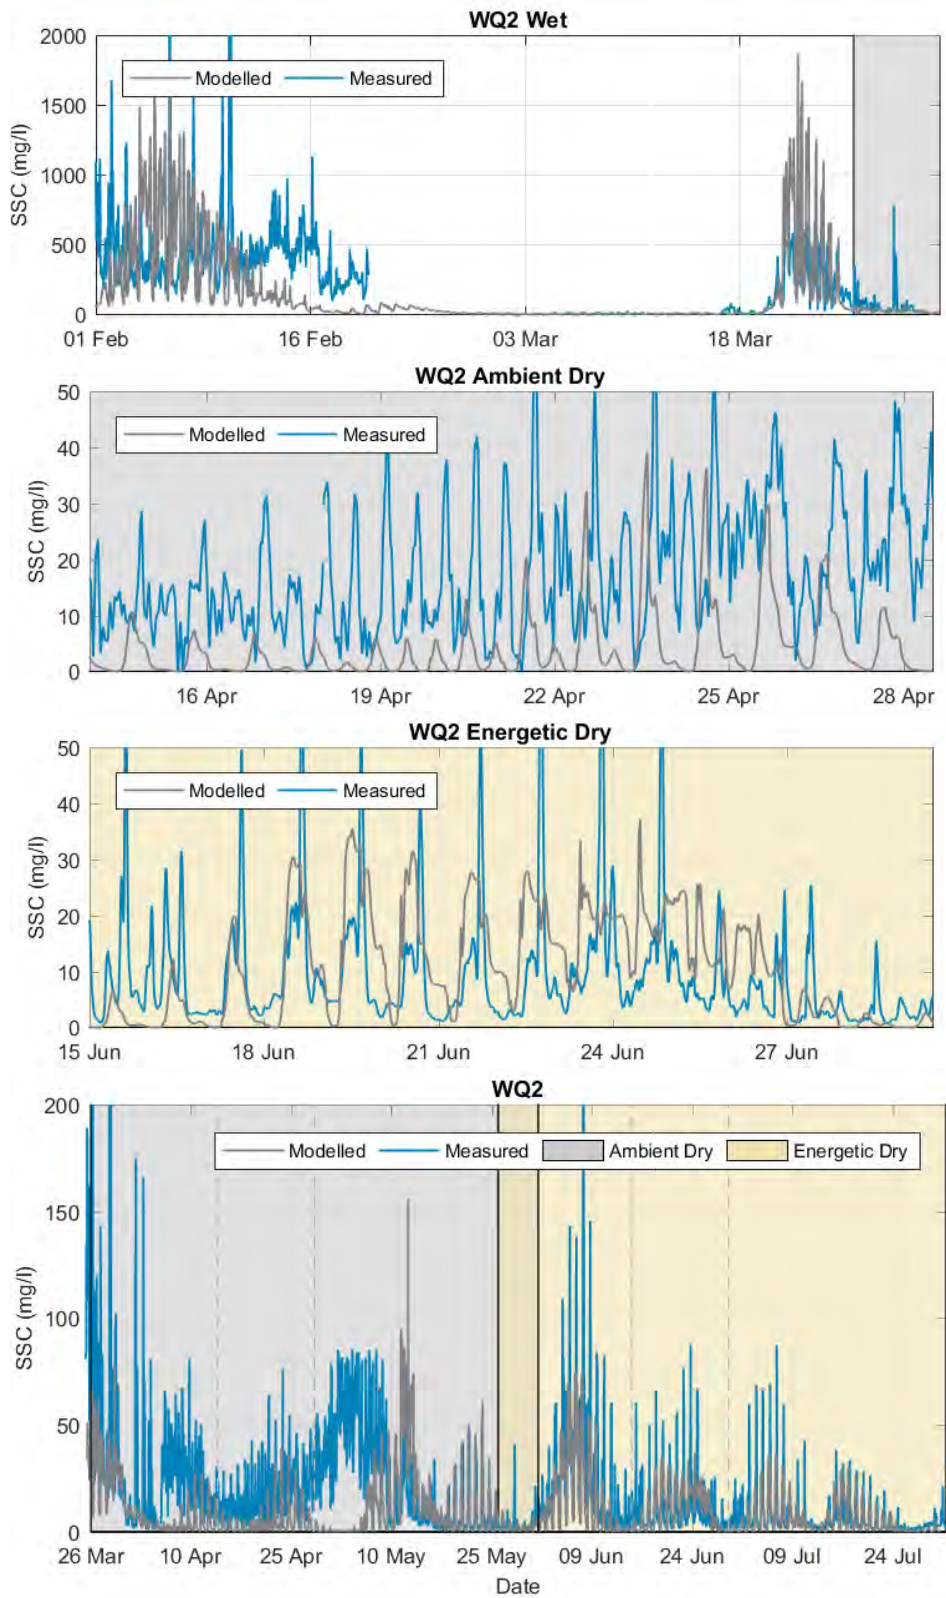 WQ2 Wet
2000
1500
1000
500
0
SSC (mg/l)
Modelled Measured
01 Feb 16 Feb 03 Mar 18 Mar
WQ2 Ambient Dry
50
40
30
20
10
0
SSC (mg/l)
Modelled Measured
16 Apr 19 Apr 22 Apr 25 Apr 28 Apr
WQ2 Energetic Dry
50
40
30
20
10
0
SSC (mg/l)
Modelled Measured
15 Jun 18 Jun 21 Jun 24 Jun 27 Jun
WQ2
200
150
100
50
0
SSC (mg/l)
Modelled Measured Ambient Dry Energetic Dry
26 Mar 10 Apr 25 Apr 10 May 25 May 09 Jun 24 Jun 09 Jul 24 Jul
Date